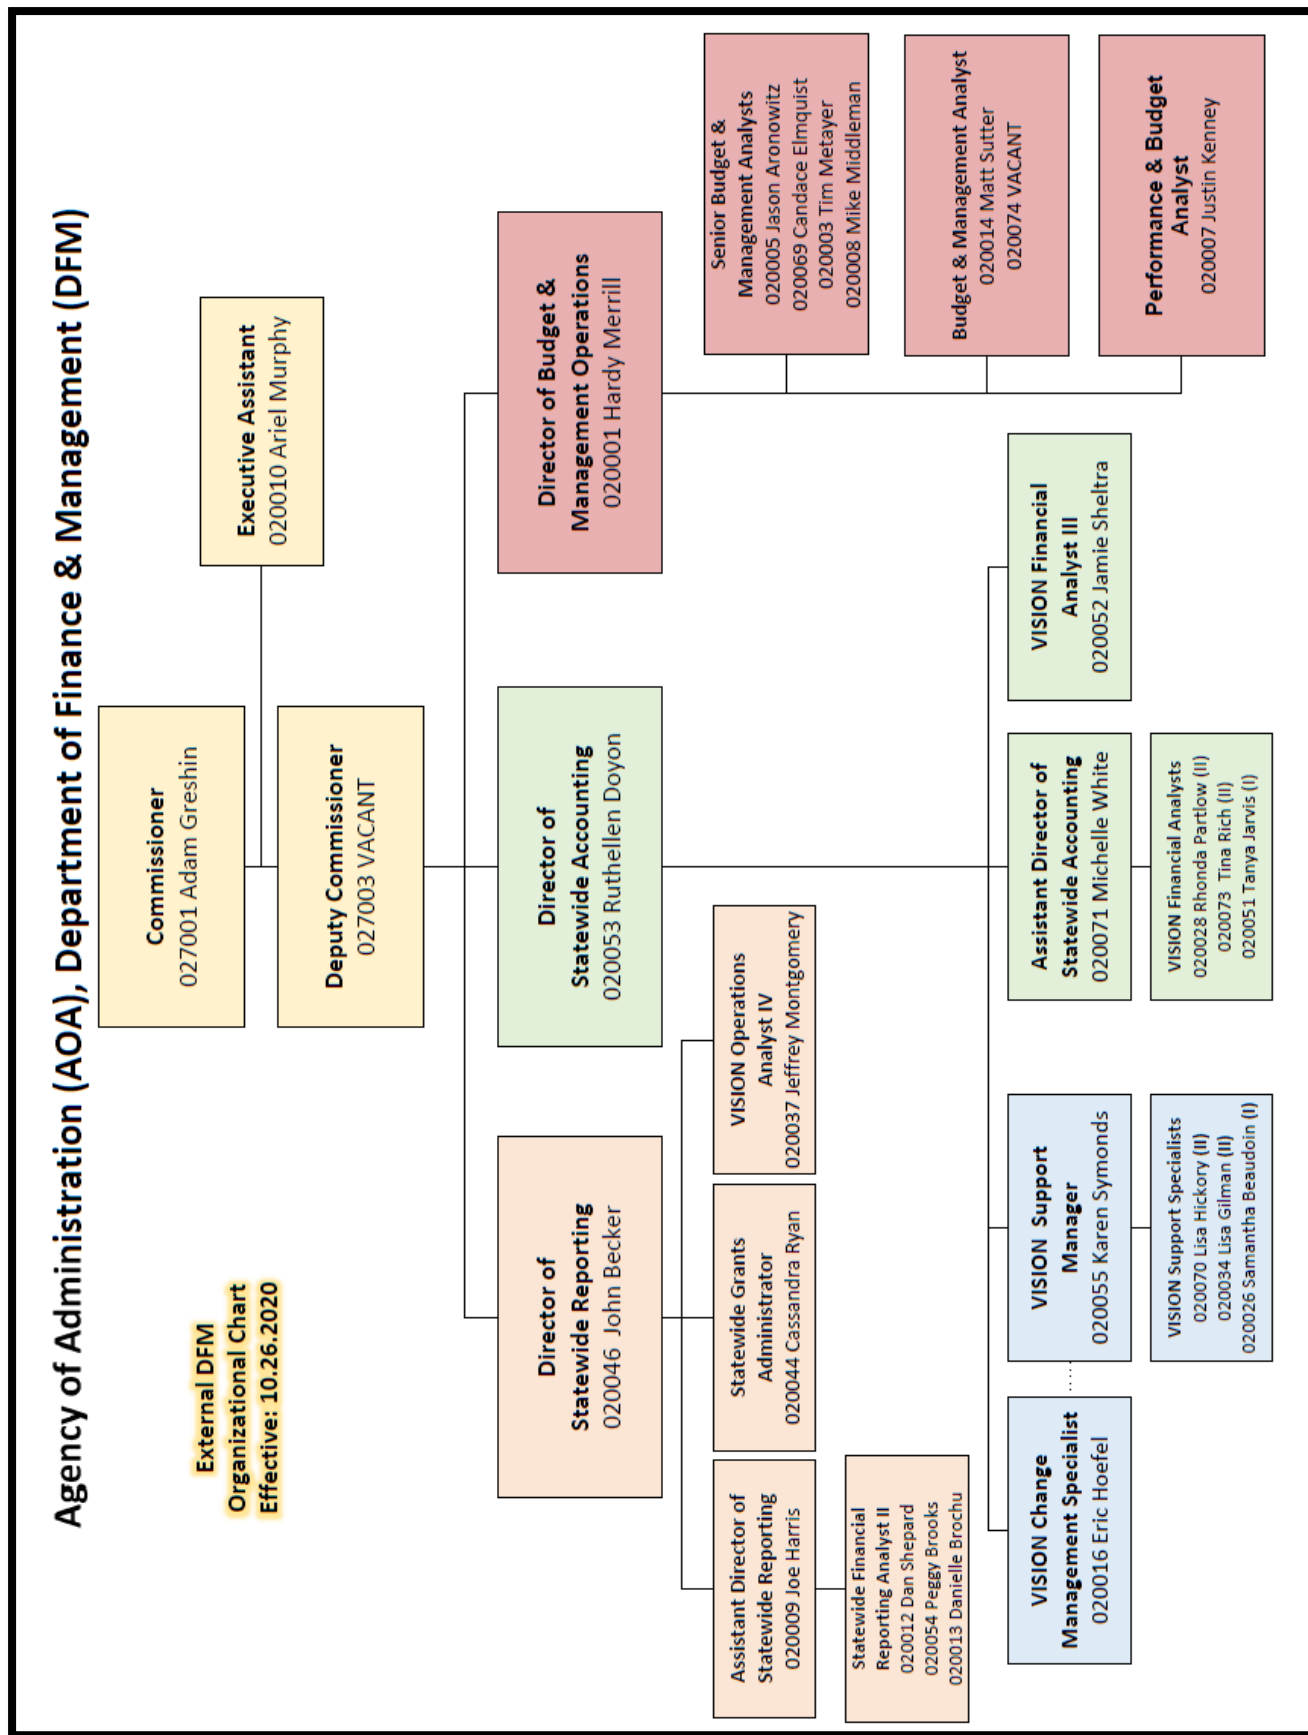 Agency of Administration (AOA), Department of Finance & Management (DFM)
External DFM
Organizational Chart
Effective: 10.26.2020
Commissioner
027001 Adam Greshin
Executive Assistant
020010 Ariel Murphy
Deputy Commissioner
027003 VACANT
Director of
Statewide Reporting
020046 John Becker
Director of
Statewide Accounting
020053 Ruthellen Doyon
Director of Budget &
Management Operations
020001 Hardy Merrill
Assistant Director of
Statewide Reporting
020009 Joe Harris
Statewide Grants
Administrator
020044 Cassandra Ryan
VISION Operations
Analyst IV
020037 Jeffrey Montgomery
Statewide Financial
Reporting Analyst II
020012 Dan Shepard
020054 Peggy Brooks
020013 Danielle Brochu
Senior Budget &
Management Analysts
020005 Jason Aronowitz
020069 Candace Elmquist
020003 Tim Metayer
020008 Mike Middleman
Budget & Management Analyst
020014 Matt Sutter
020074 VACANT
Performance & Budget
Analyst
020007 Justin Kenney
VISION Change
Management Specialist
020016 Eric Hoefel
VISION Support
Manager
020055 Karen Symonds
Assistant Director of
Statewide Accounting
020071 Michelle White
VISION Financial
Analyst III
020052 Jamie Sheltra
VISION Support Specialists
020070 Lisa Hickory (II)
020034 Lisa Gilman (II)
020026 Samantha Beaudoin (I)
VISION Financial Analysts
020028 Rhonda Partlow (II)
020073 Tina Rich (II)
020051 Tanya Jarvis (I)